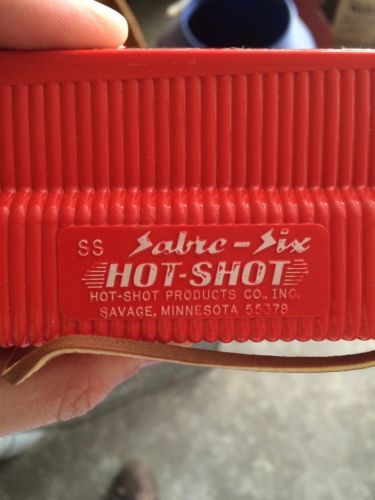 SS Sabre-Six
HOT-SHOT
HOT-SHOT PRODUCTS CO., INC.
SAVAGE, MINNESOTA 55378